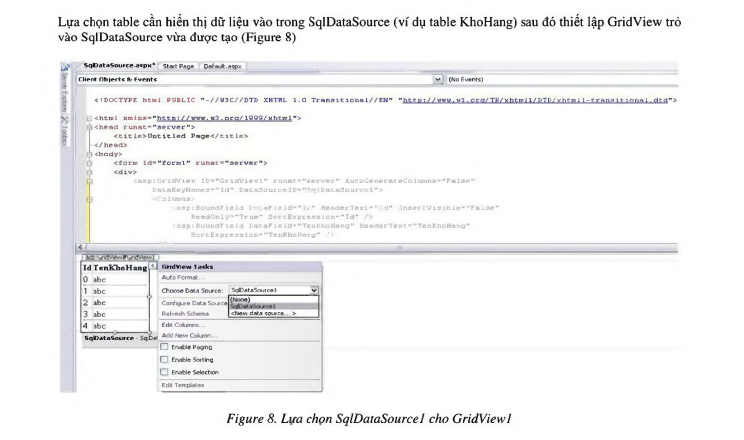 Lựa chọn table cần hiển thị dữ liệu vào trong SqlDataSource (ví dụ table KhoHang) sau đó thiết lập GridView trỏ
vào SqlDataSource vừa được tạo (Figure 8)
SqlDataSource.aspx* Start Page Default.aspx
Client Objects & Events (No Events)
Server Explorer
Toolbox
<!DOCTYPE html PUBLIC "-//W3C//DTD XHTML 1.0 Transitional//EN" "http://www.w3.org/TR/xhtml1/DTD/xhtml1-transitional.dtd">
<html xmlns="http://www.w3.org/1999/xhtml">
<head runat="server">
<title>Untitled Page</title>
</head>
<body>
<form id="form1" runat="server">
<div>
<asp:GridView ID="GridView1" runat="server" AutoGenerateColumns="False"
DataKeyNames="Id" DataSourceID="SqlDataSource1">
<Columns>
<asp:BoundField DataField="Id" HeaderText="Id" InsertVisible="False"
ReadOnly="True" SortExpression="Id" />
<asp:BoundField DataField="TenKhoHang" HeaderText="TenKhoHang"
SortExpression="TenKhoHang" />
asp:GridView#GridView1
Id TenKhoHang
0 abc
1 abc
2 abc
3 abc
4 abc
SqlDataSource - SqlDa
GridView Tasks
Auto Format...
Choose Data Source: SqlDataSource1
(None)
SqlDataSource1
<New data source...>
Configure Data Source
Refresh Schema
Edit Columns...
Add New Column...
Enable Paging
Enable Sorting
Enable Selection
Edit Templates
Figure 8. Lựa chọn SqlDataSource1 cho GridView1